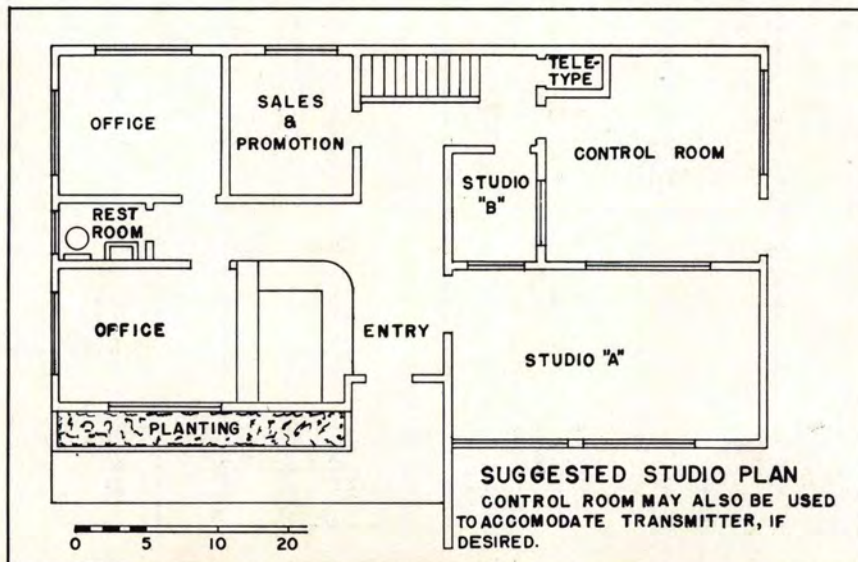 OFFICE
SALES
&
PROMOTION
TELE-
TYPE
CONTROL ROOM
STUDIO
"B"
REST
ROOM
OFFICE
ENTRY
STUDIO "A"
PLANTING
SUGGESTED STUDIO PLAN
CONTROL ROOM MAY ALSO BE USED
TO ACCOMODATE TRANSMITTER, IF
DESIRED.
0 5 10 20